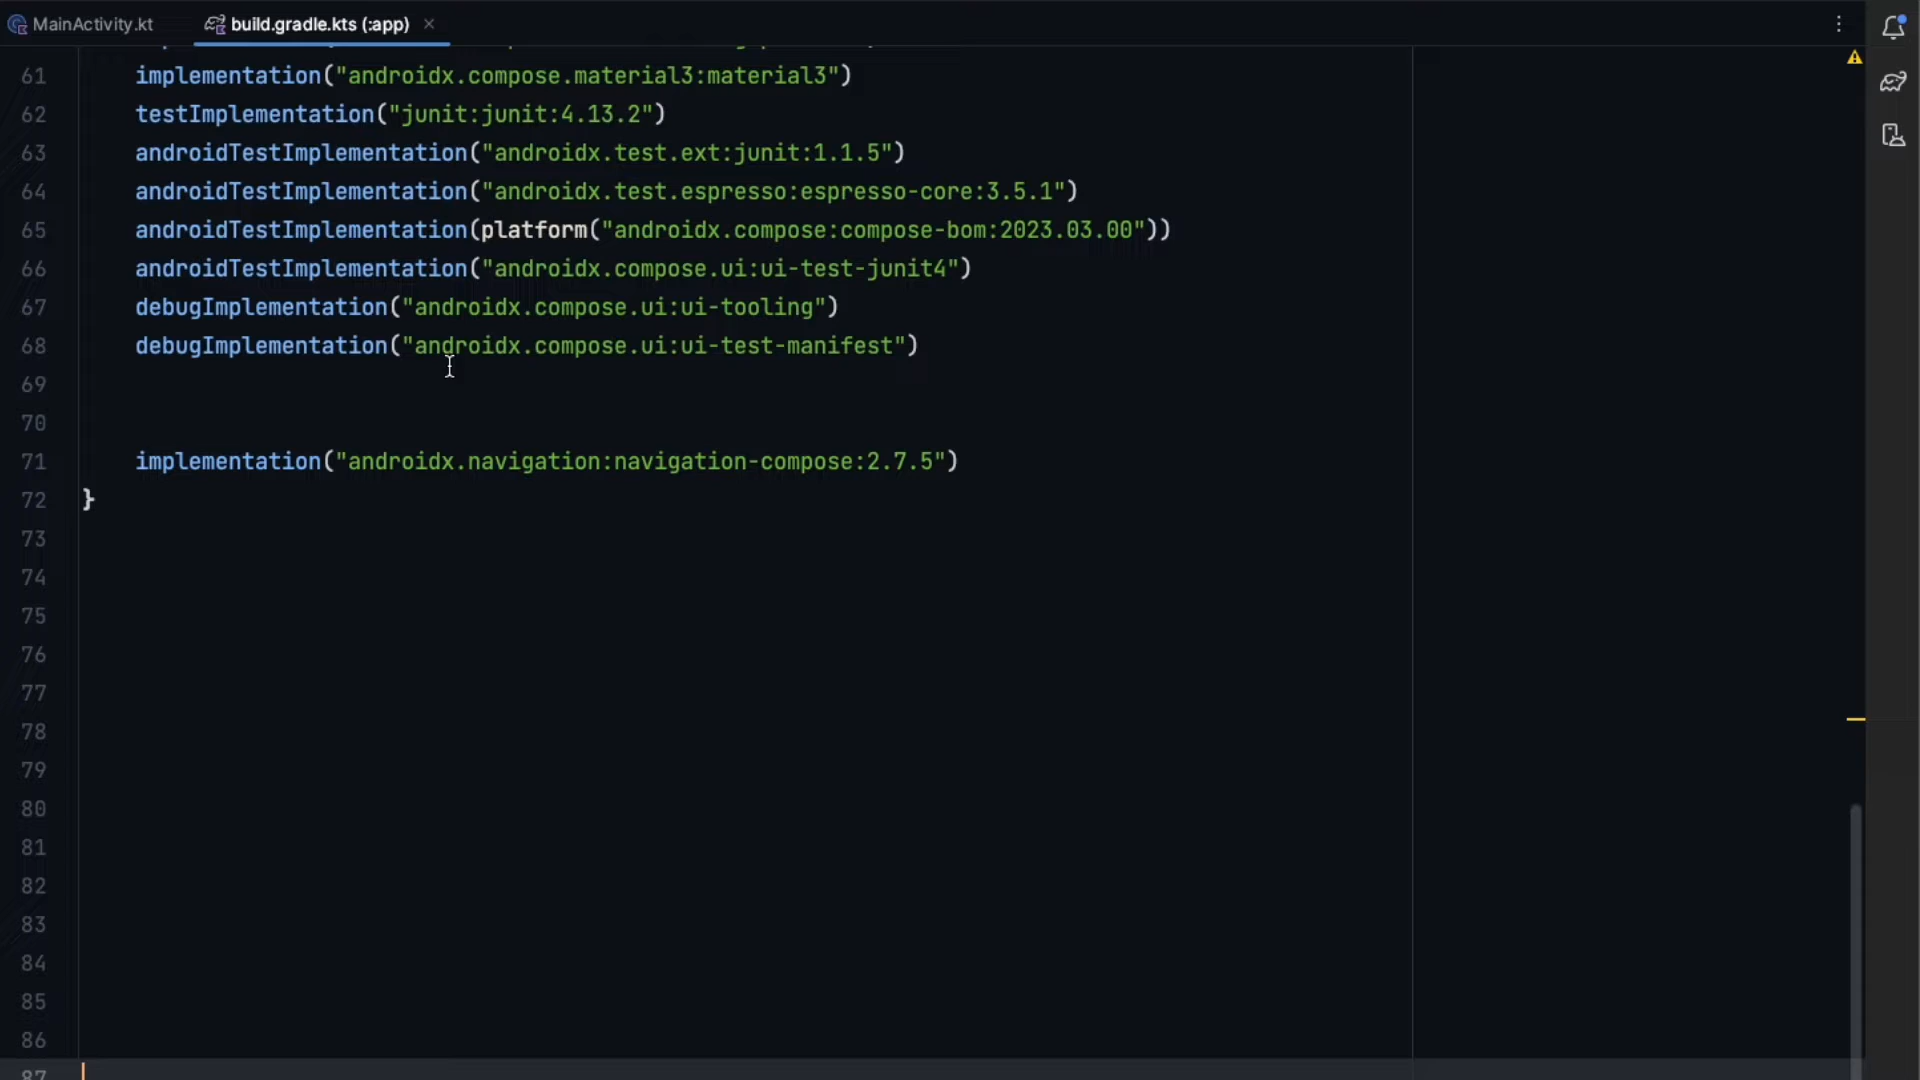 MainActivity.kt
build.gradle.kts (:app)
61 implementation("androidx.compose.material3:material3")
62 testImplementation("junit:junit:4.13.2")
63 androidTestImplementation("androidx.test.ext:junit:1.1.5")
64 androidTestImplementation("androidx.test.espresso:espresso-core:3.5.1")
65 androidTestImplementation(platform("androidx.compose:compose-bom:2023.03.00"))
66 androidTestImplementation("androidx.compose.ui:ui-test-junit4")
67 debugImplementation("androidx.compose.ui:ui-tooling")
68 debugImplementation("androidx.compose.ui:ui-test-manifest")
69
70
71 implementation("androidx.navigation:navigation-compose:2.7.5")
72 }
73
74
75
76
77
78
79
80
81
82
83
84
85
86
87